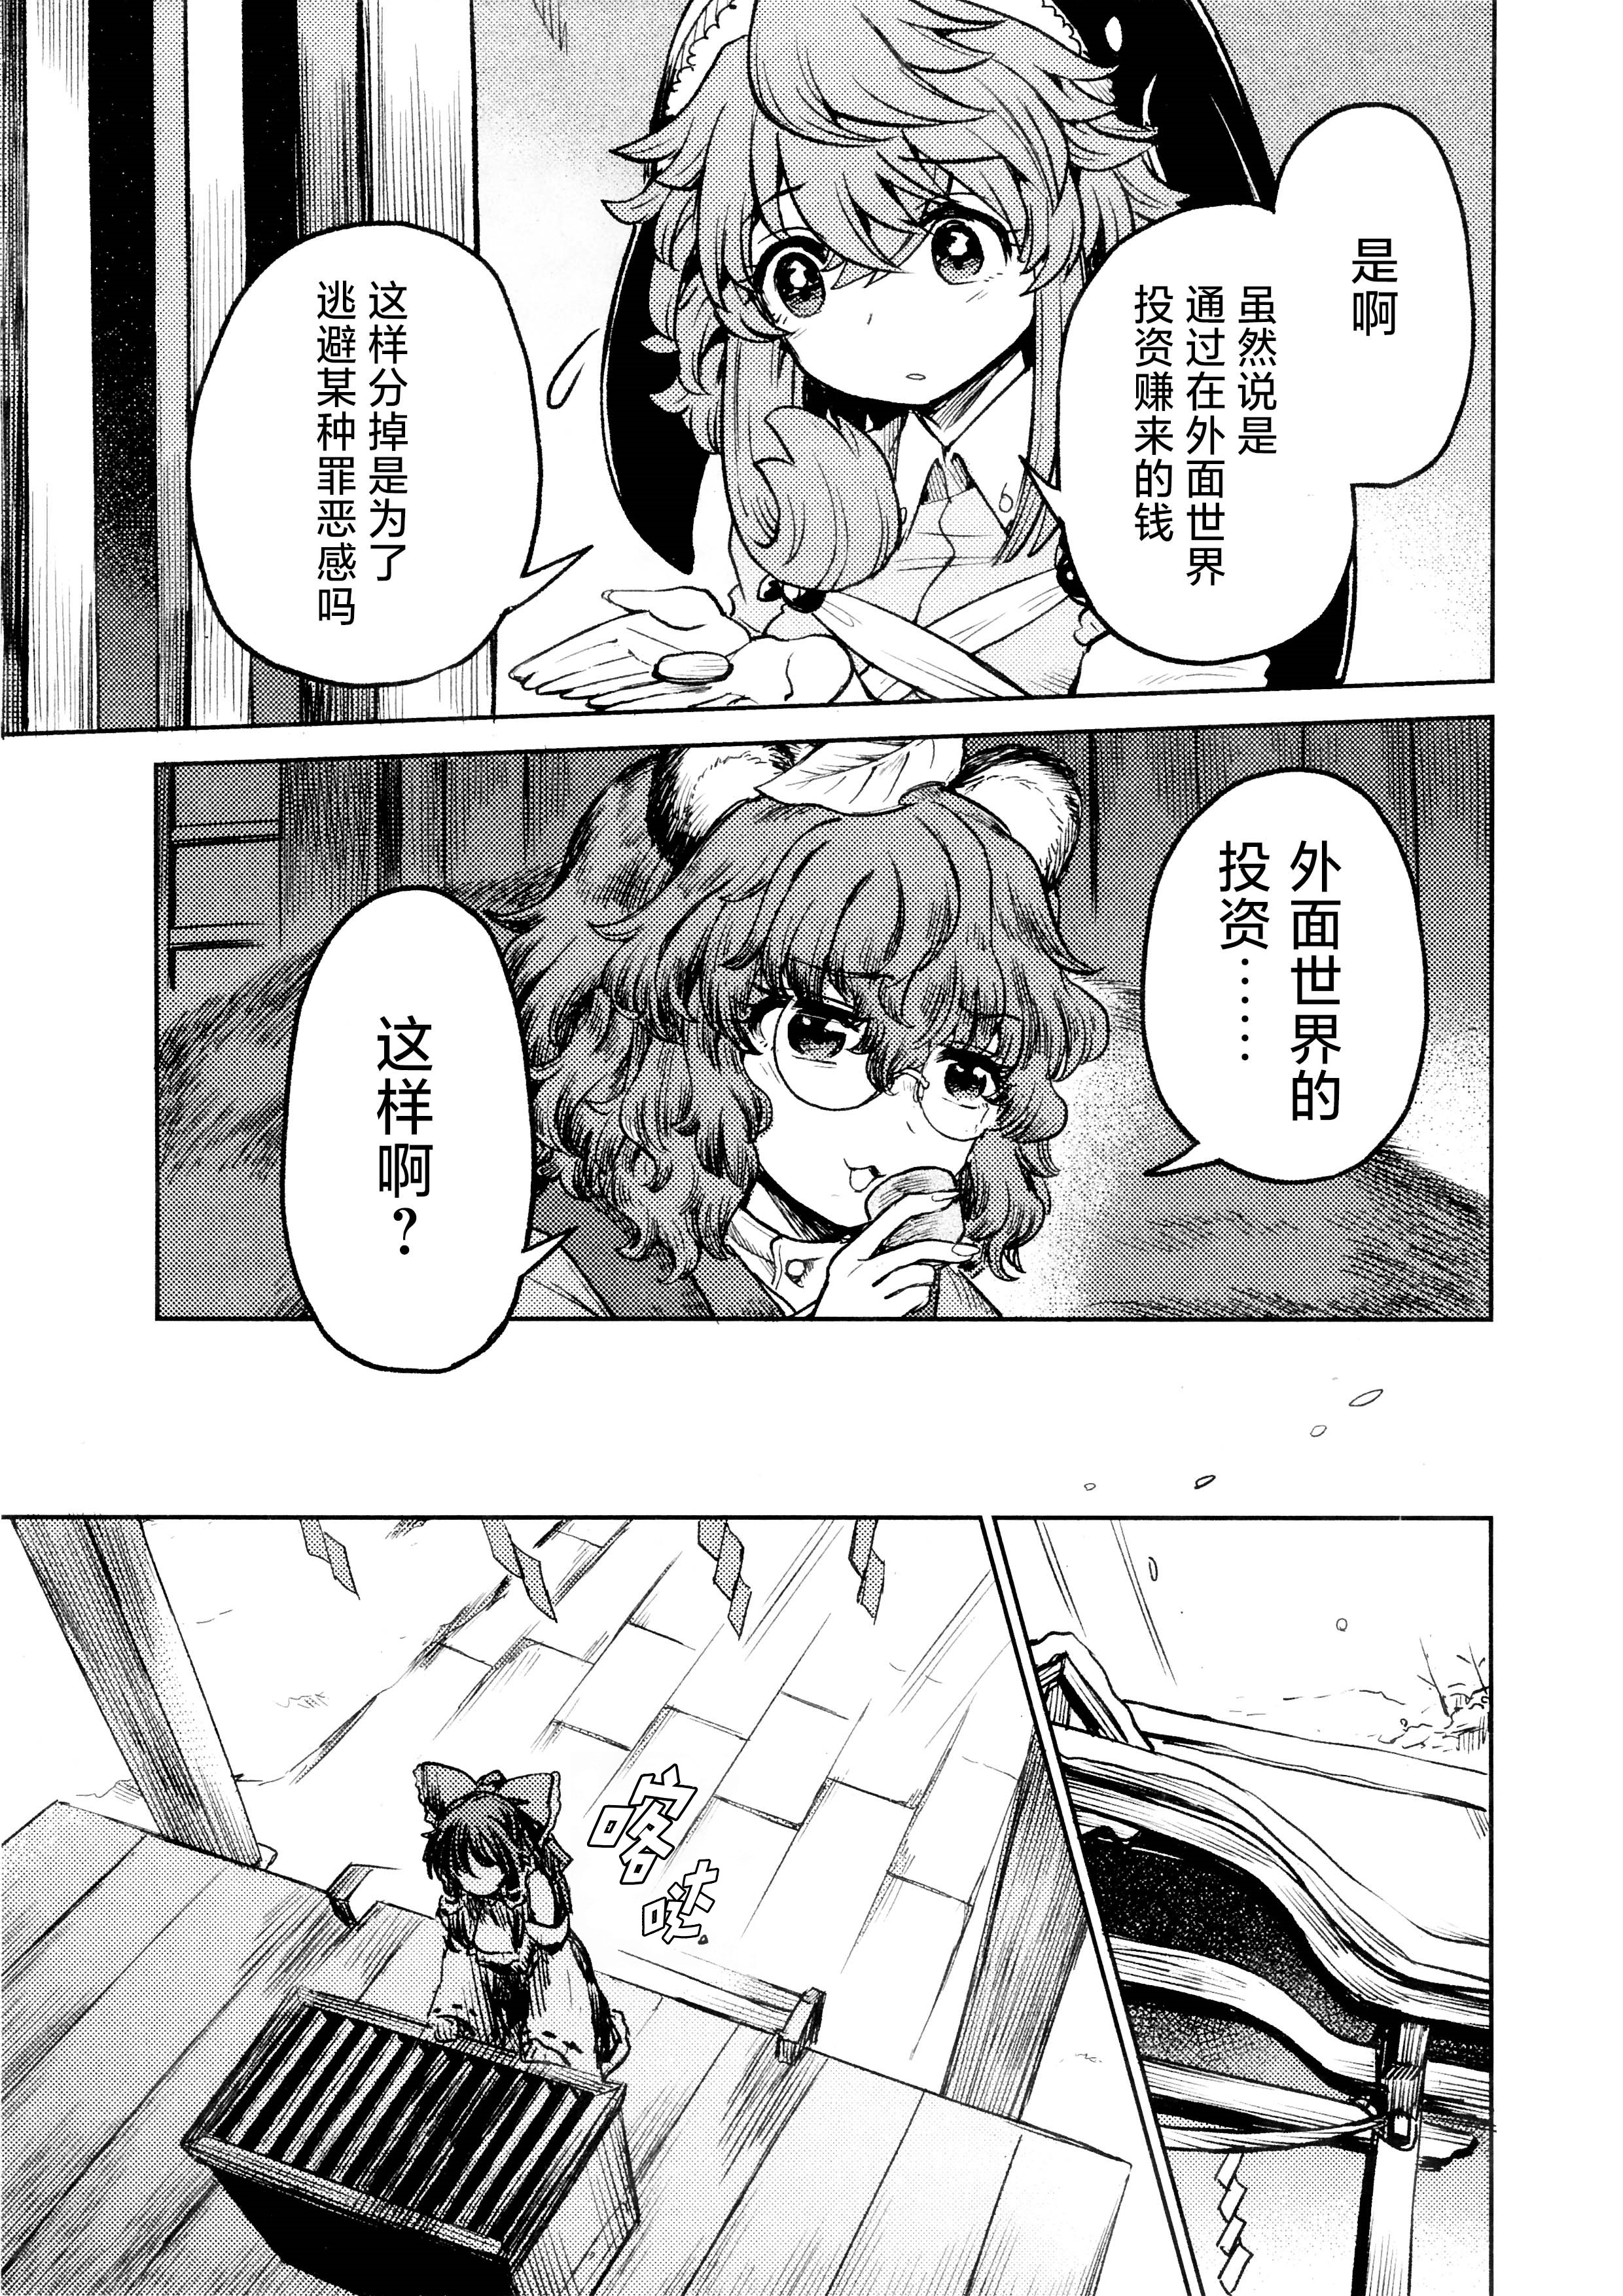 是啊
虽然说是
通过在外面世界
投资赚来的钱
这样分掉是为了
逃避某种罪恶感吗
外面世界的
投资……
这样啊？
喀哒